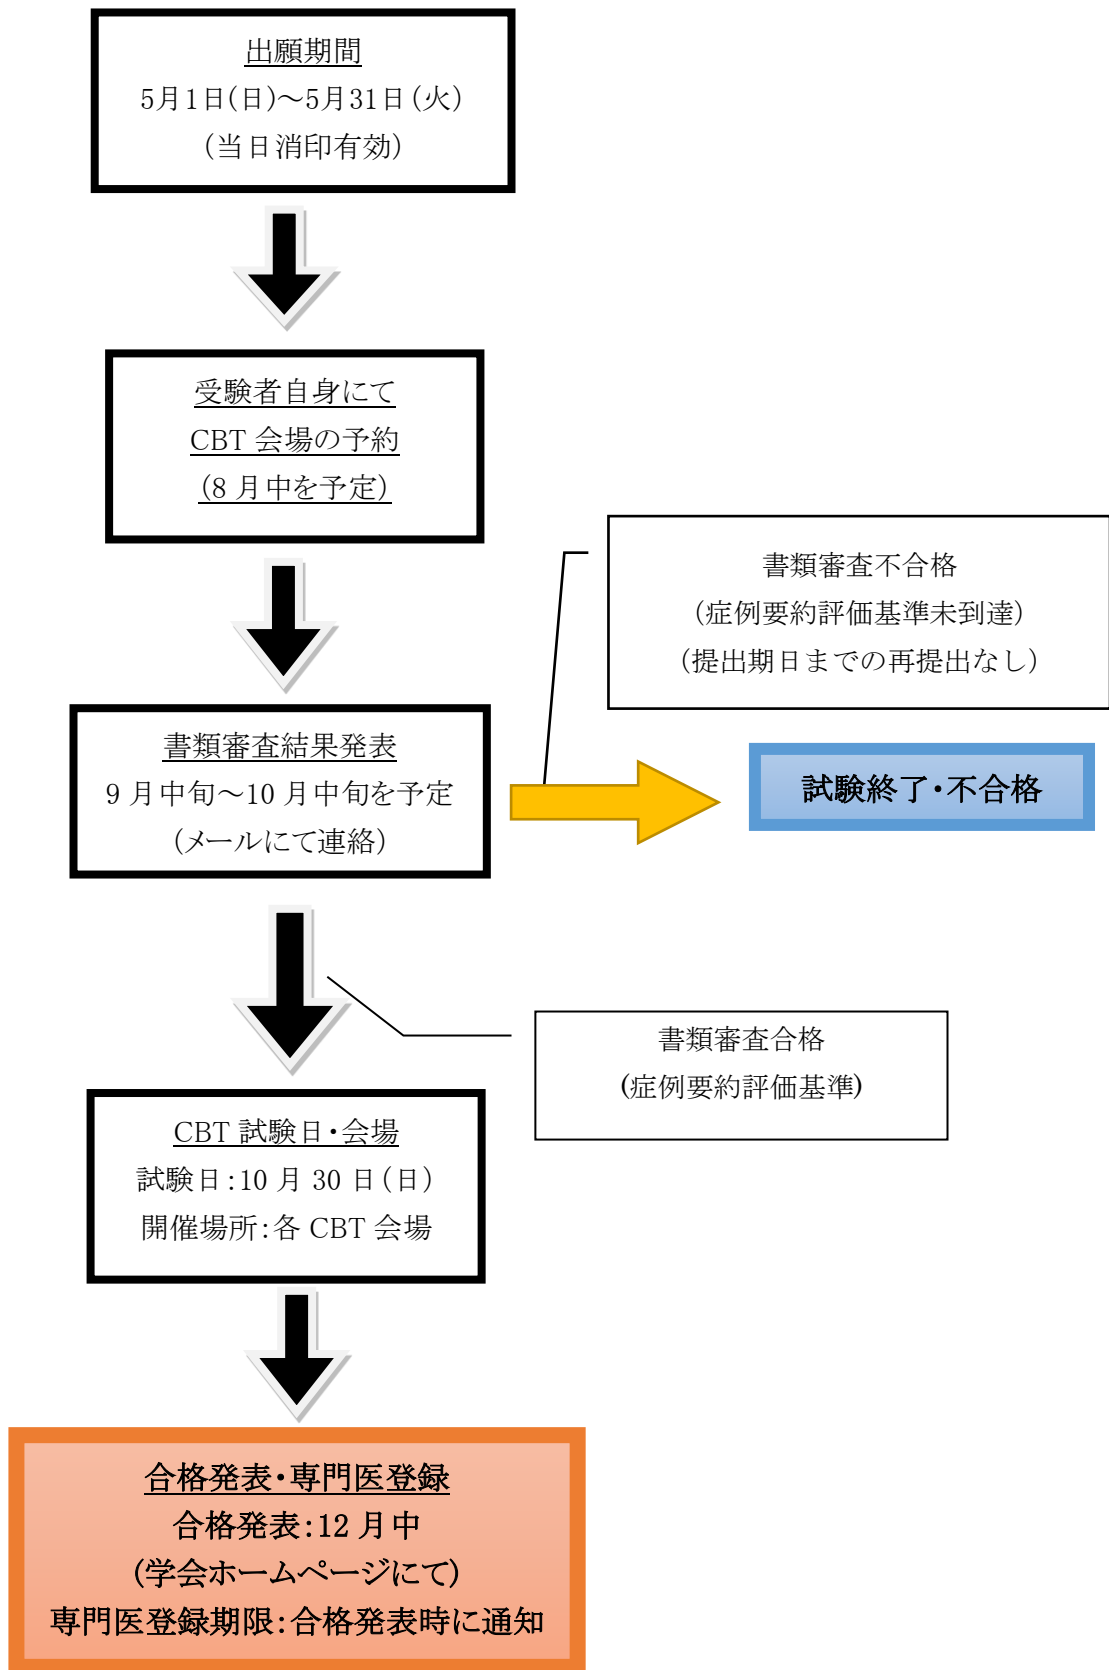 出願期間
5月1日(日)～5月31日(火)
(当日消印有効)
受験者自身にて
CBT 会場の予約
(8 月中を予定)
書類審査不合格
(症例要約評価基準未到達)
(提出期日までの再提出なし)
書類審査結果発表
9 月中旬～10 月中旬を予定
(メールにて連絡)
試験終了・不合格
書類審査合格
(症例要約評価基準)
CBT 試験日・会場
試験日：10 月 30 日(日)
開催場所：各 CBT 会場
合格発表・専門医登録
合格発表：12 月中
(学会ホームページにて)
専門医登録期限：合格発表時に通知